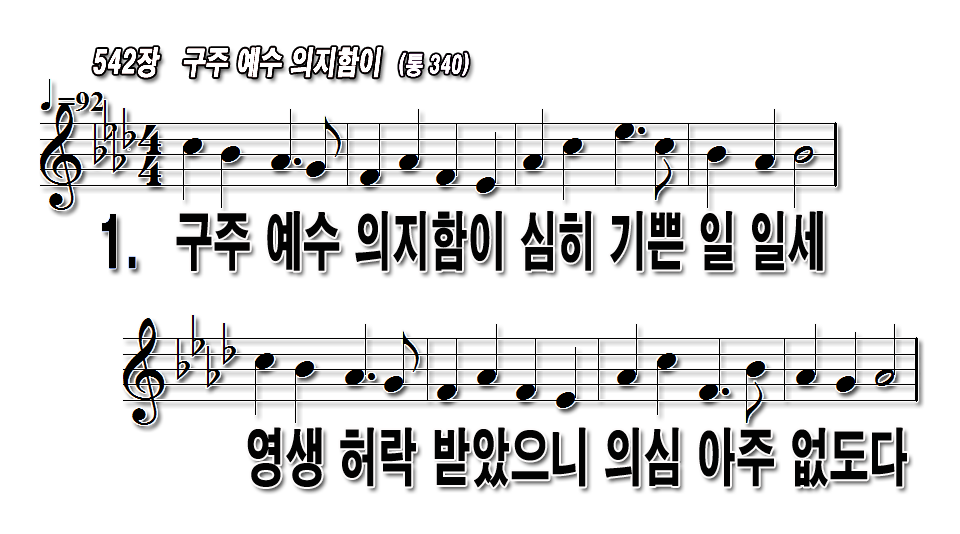 542장 구주 예수 의지함이 (통 340)
♩=92
4
4
1. 구주 예수 의지함이 심히 기쁜 일 일세
영생 허락 받았으니 의심 아주 없도다